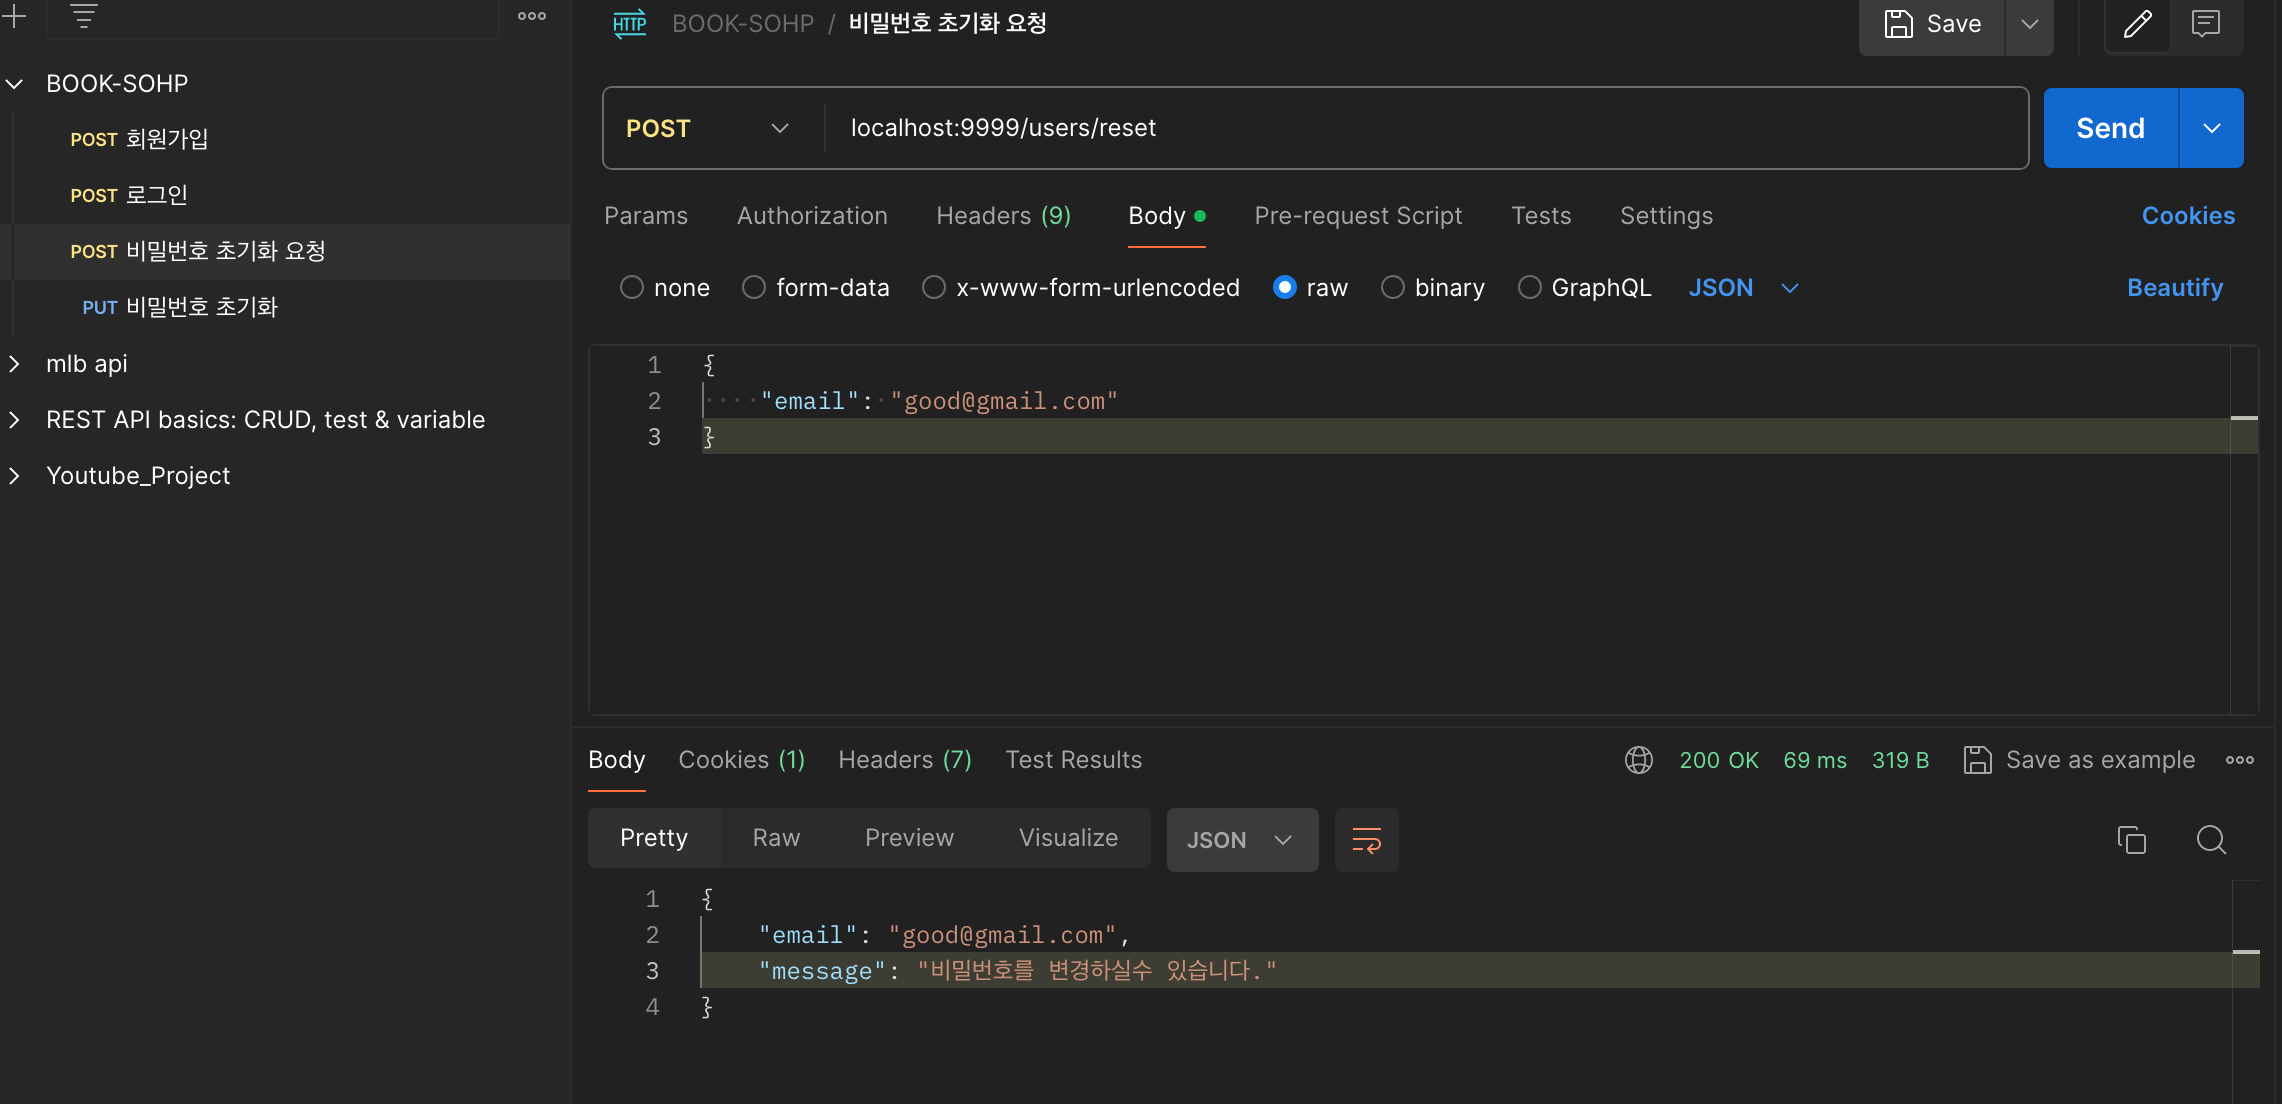 BOOK-SOHP
POST 회원가입
POST 로그인
POST 비밀번호 초기화 요청
PUT 비밀번호 초기화
mlb api
REST API basics: CRUD, test & variable
Youtube_Project
HTTP BOOK-SOHP / 비밀번호 초기화 요청
Save
POST localhost:9999/users/reset
Send
Params Authorization Headers (9) Body Pre-request Script Tests Settings Cookies
none form-data x-www-form-urlencoded raw binary GraphQL JSON Beautify
1 {
2 "email": "good@gmail.com"
3 }
Body Cookies (1) Headers (7) Test Results 200 OK 69 ms 319 B Save as example
Pretty Raw Preview Visualize JSON
1 {
2 "email": "good@gmail.com",
3 "message": "비밀번호를 변경하실수 있습니다."
4 }